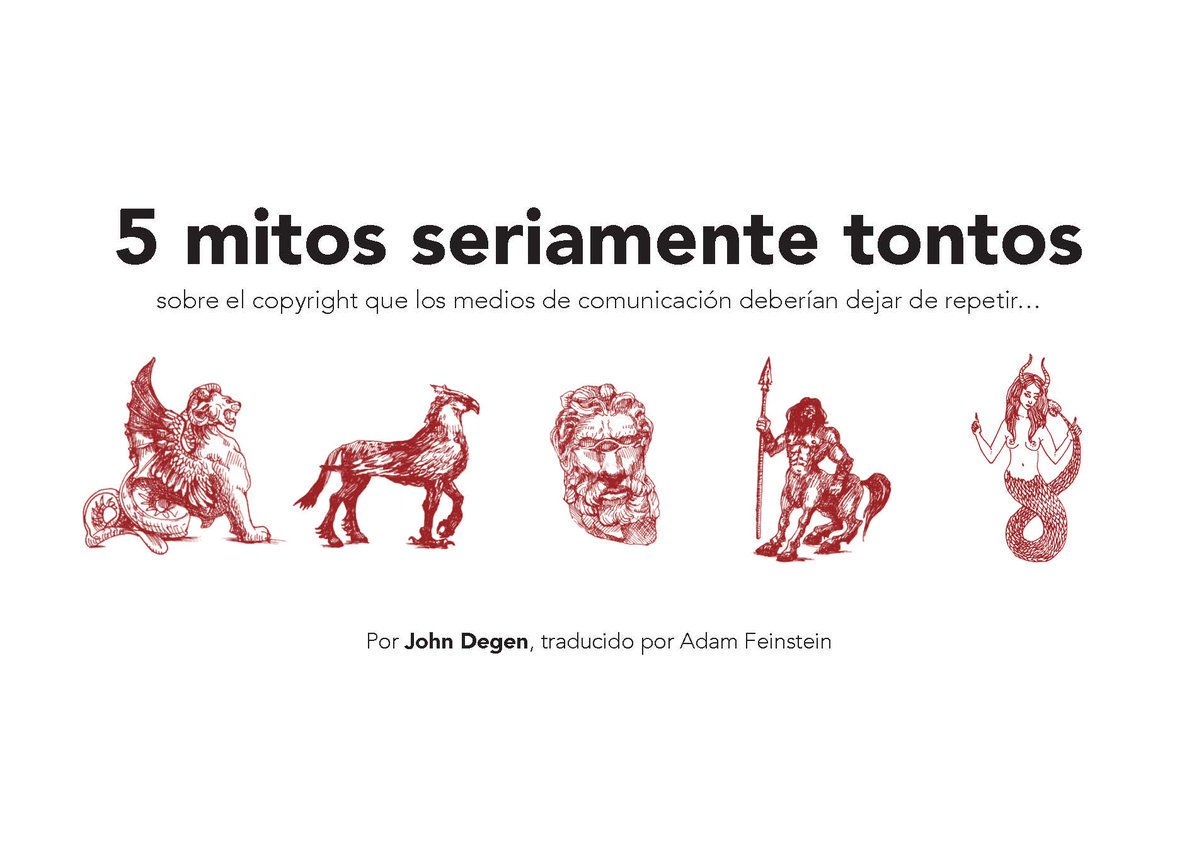 5 mitos seriamente tontos
sobre el copyright que los medios de comunicación deberían dejar de repetir...
Por John Degen, traducido por Adam Feinstein